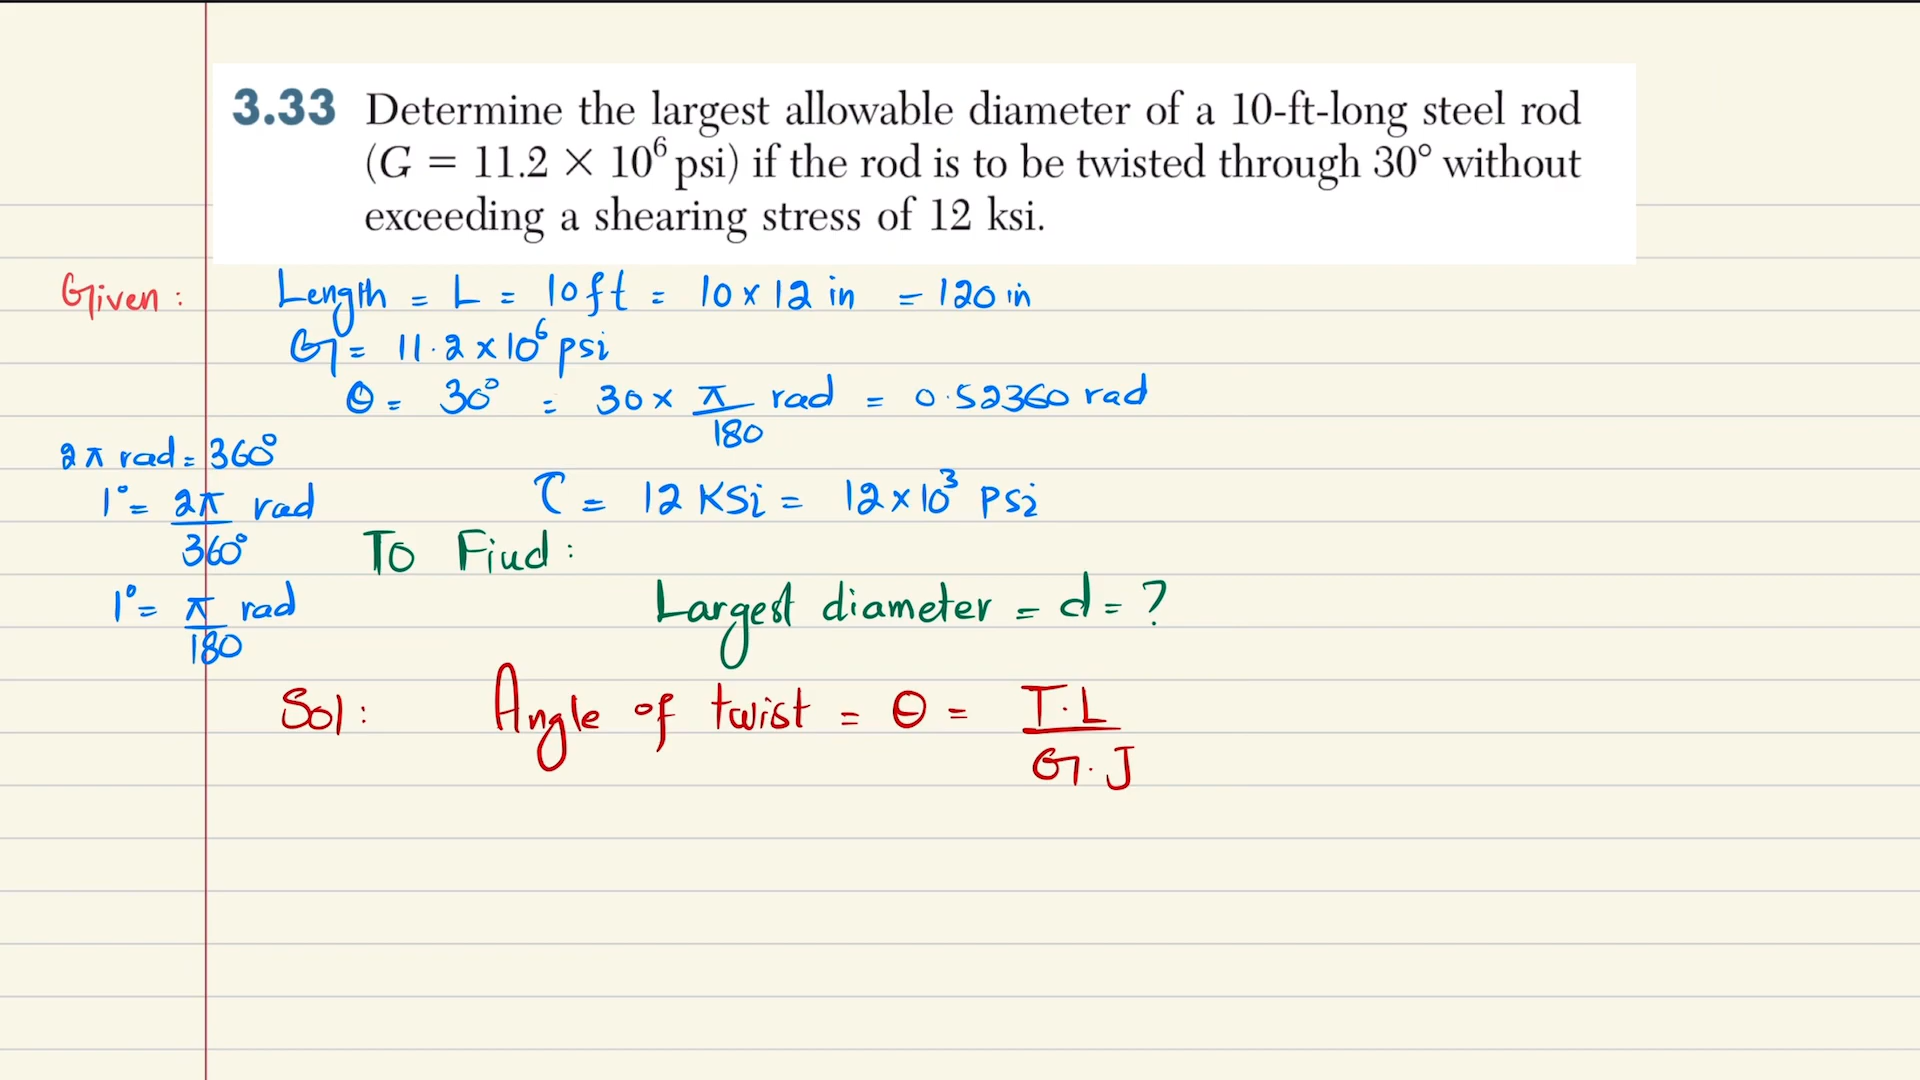 3.33 Determine the largest allowable diameter of a 10-ft-long steel rod
(G = 11.2 × 10⁶ psi) if the rod is to be twisted through 30° without
exceeding a shearing stress of 12 ksi.
Given : Length = L = 10ft = 10 x 12 in = 120 in
G = 11.2 x 10⁶ psi
θ = 30° = 30 x π/180 rad = 0.52360 rad
2π rad = 360°
1° = 2π/360° rad
τ = 12 KSi = 12 x 10³ psi
To Find :
1° = π/180 rad
Largest diameter = d = ?
Sol : Angle of twist = θ = T.L/G.J